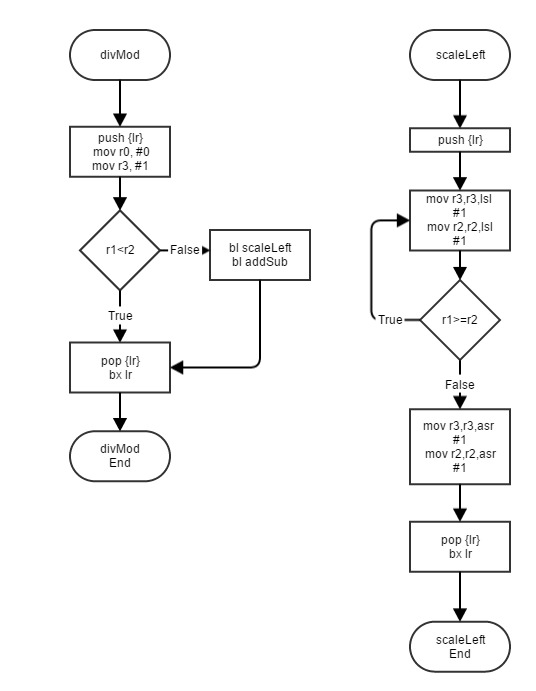 divMod
push {lr}
mov r0, #0
mov r3, #1
r1<r2
False
bl scaleLeft
bl addSub
True
pop {lr}
bx lr
divMod
End
scaleLeft
push {lr}
mov r3,r3,lsl
#1
mov r2,r2,lsl
#1
r1>=r2
True
False
mov r3,r3,asr
#1
mov r2,r2,asr
#1
pop {lr}
bx lr
scaleLeft
End